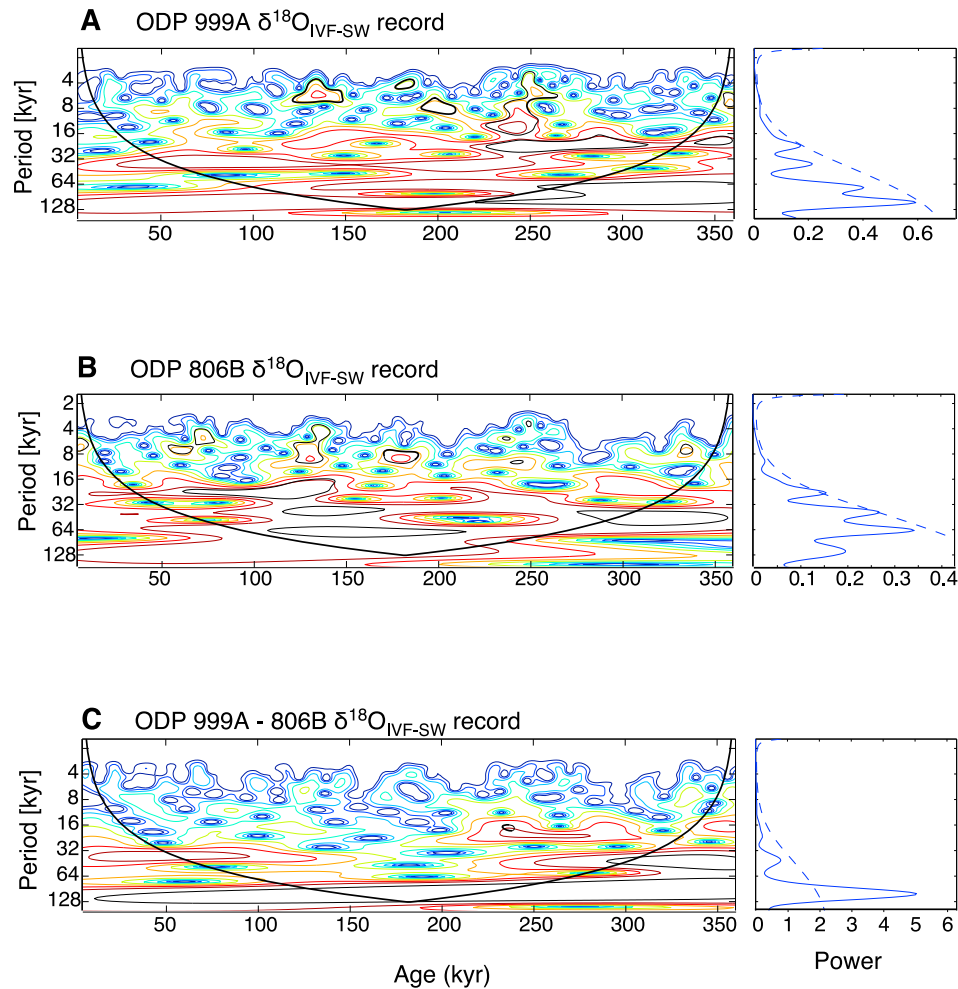 A ODP 999A δ18O_IVF-SW record
Period [kyr]
4
8
16
32
64
128
50 100 150 200 250 300 350
0 0.2 0.4 0.6
B ODP 806B δ18O_IVF-SW record
Period [kyr]
2
4
8
16
32
64
128
50 100 150 200 250 300 350
0 0.1 0.2 0.3 0.4
C ODP 999A - 806B δ18O_IVF-SW record
Period [kyr]
4
8
16
32
64
128
50 100 150 200 250 300 350
0 1 2 3 4 5 6
Age (kyr)
Power